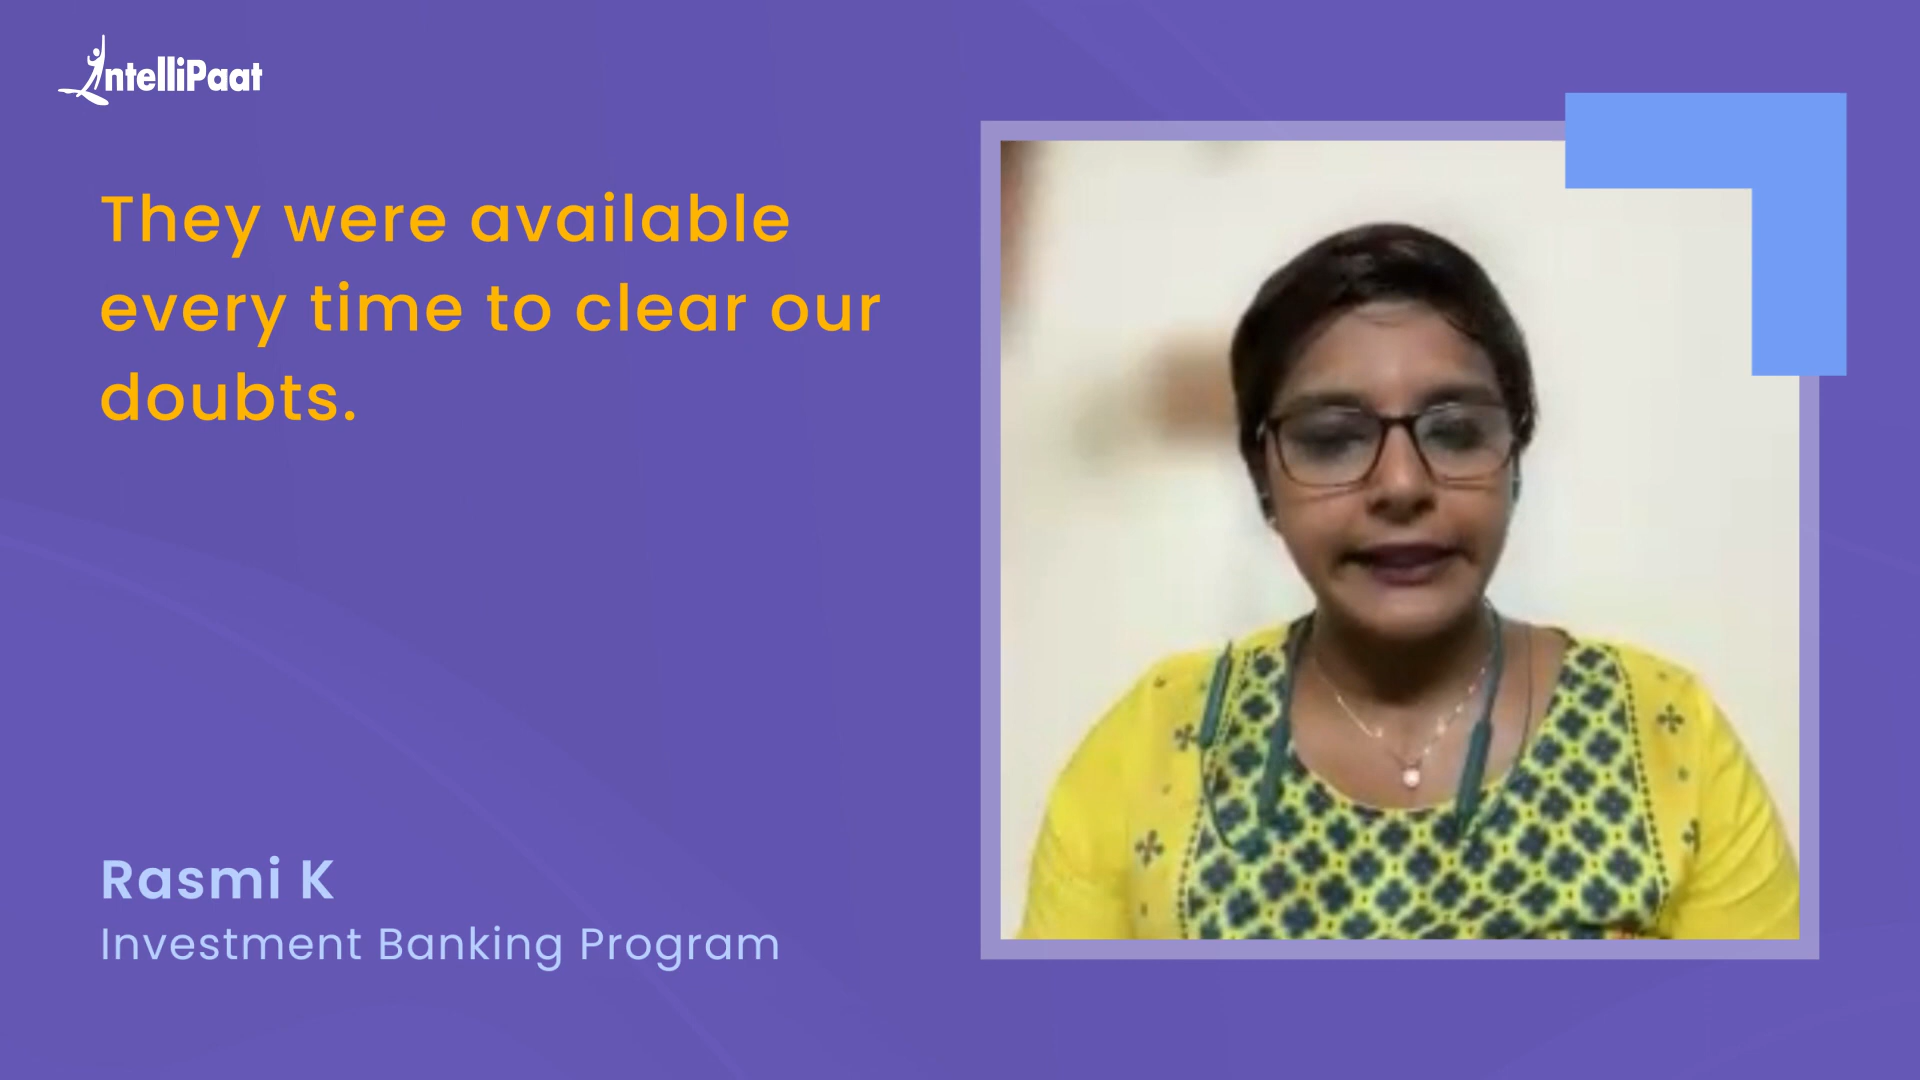 IntelliPaat
They were available
every time to clear our
doubts.
Rasmi K
Investment Banking Program